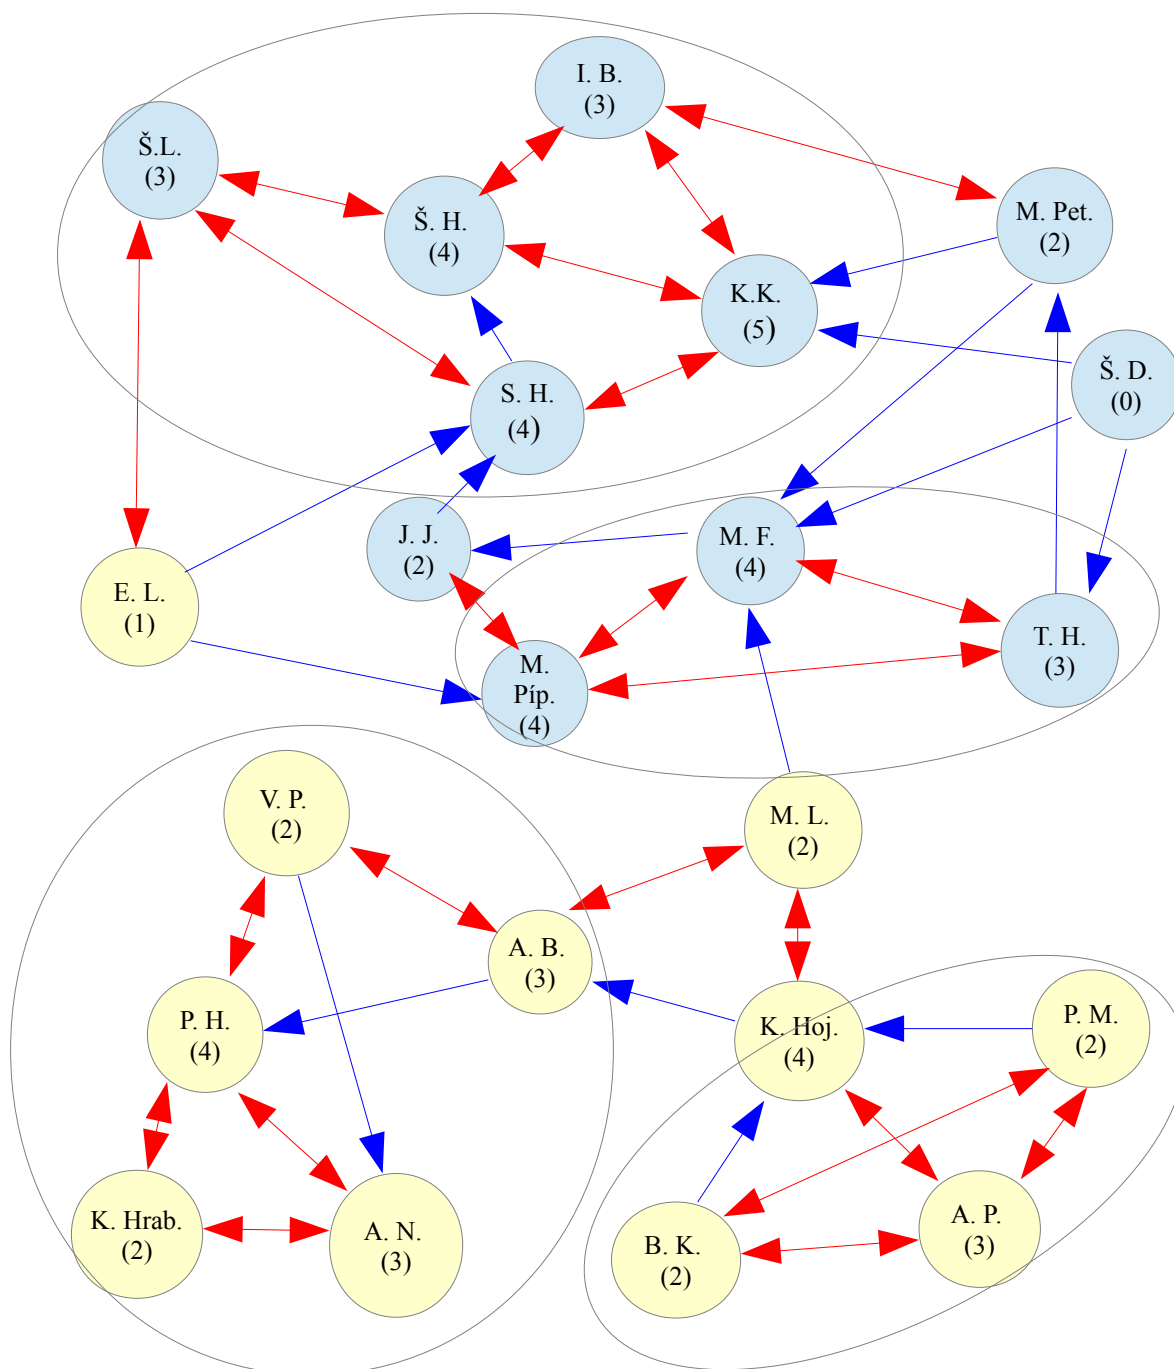 I. B.
(3)
Š.L.
(3)
Š. H.
(4)
M. Pet.
(2)
K.K.
(5)
Š. D.
(0)
S. H.
(4)
J. J.
(2)
M. F.
(4)
E. L.
(1)
T. H.
(3)
M.
Píp.
(4)
V. P.
(2)
M. L.
(2)
A. B.
(3)
P. H.
(4)
K. Hoj.
(4)
P. M.
(2)
K. Hrab.
(2)
A. N.
(3)
B. K.
(2)
A. P.
(3)